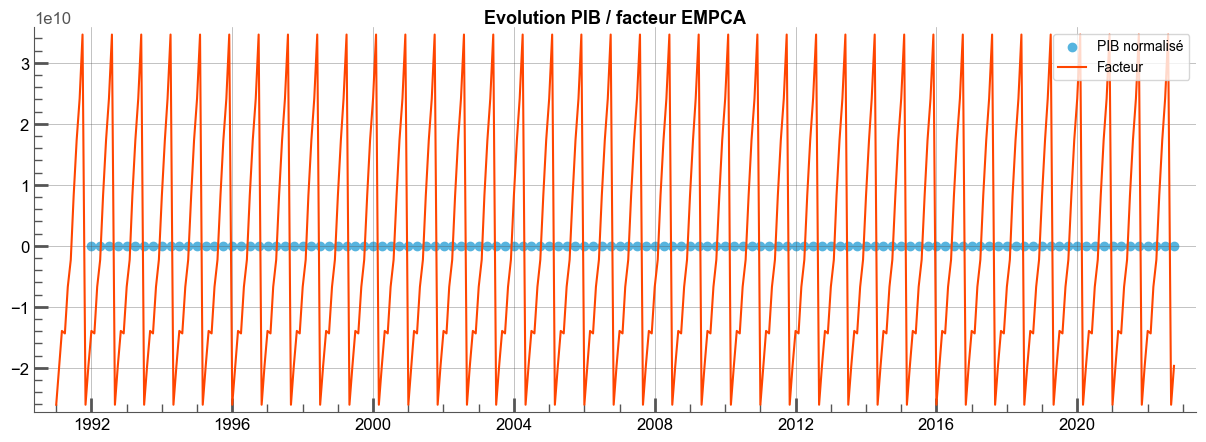 Evolution PIB / facteur EMPCA
1e10
PIB normalisé
Facteur
3
2
1
0
−1
−2
1992 1996 2000 2004 2008 2012 2016 2020